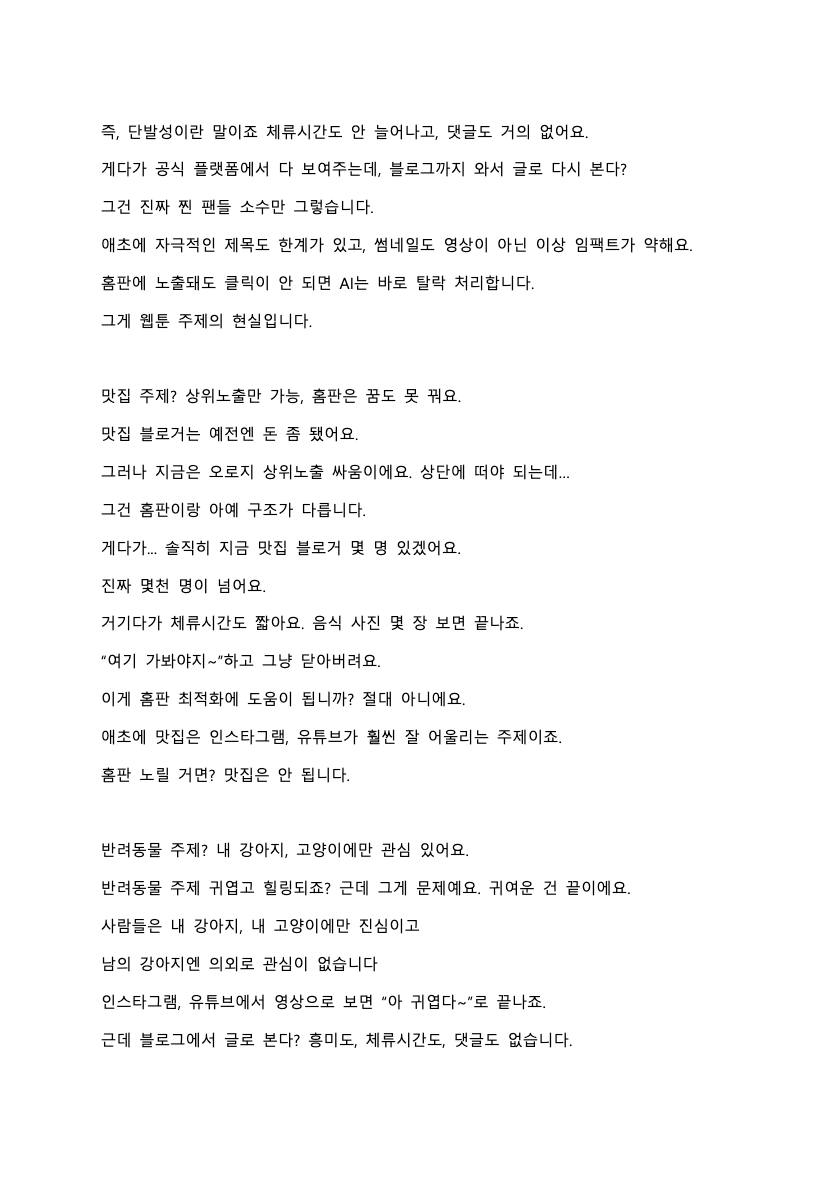 즉, 단발성이란 말이죠 체류시간도 안 늘어나고, 댓글도 거의 없어요.
게다가 공식 플랫폼에서 다 보여주는데, 블로그까지 와서 글로 다시 본다?
그건 진짜 찐 팬들 소수만 그렇습니다.
애초에 자극적인 제목도 한계가 있고, 썸네일도 영상이 아닌 이상 임팩트가 약해요.
홈판에 노출돼도 클릭이 안 되면 AI는 바로 탈락 처리합니다.
그게 웹툰 주제의 현실입니다.
맛집 주제? 상위노출만 가능, 홈판은 꿈도 못 꿔요.
맛집 블로거는 예전엔 돈 좀 됐어요.
그러나 지금은 오로지 상위노출 싸움이에요. 상단에 떠야 되는데...
그건 홈판이랑 아예 구조가 다릅니다.
게다가... 솔직히 지금 맛집 블로거 몇 명 있겠어요.
진짜 몇천 명이 넘어요.
거기다가 체류시간도 짧아요. 음식 사진 몇 장 보면 끝나죠.
“여기 가봐야지~”하고 그냥 닫아버려요.
이게 홈판 최적화에 도움이 됩니까? 절대 아니에요.
애초에 맛집은 인스타그램, 유튜브가 훨씬 잘 어울리는 주제이죠.
홈판 노릴 거면? 맛집은 안 됩니다.
반려동물 주제? 내 강아지, 고양이에만 관심 있어요.
반려동물 주제 귀엽고 힐링되죠? 근데 그게 문제예요. 귀여운 건 끝이에요.
사람들은 내 강아지, 내 고양이에만 진심이고
남의 강아지엔 의외로 관심이 없습니다
인스타그램, 유튜브에서 영상으로 보면 “아 귀엽다~”로 끝나죠.
근데 블로그에서 글로 본다? 흥미도, 체류시간도, 댓글도 없습니다.